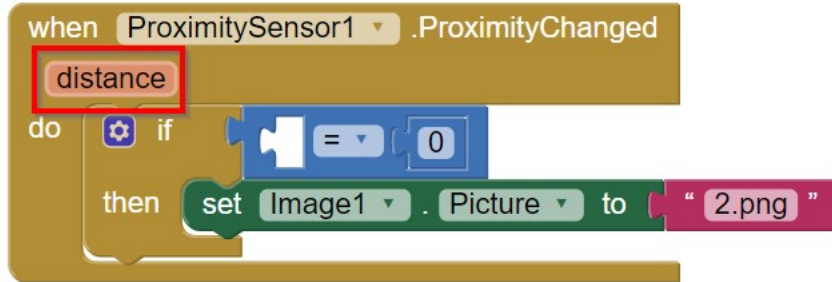 when ProximitySensor1 .ProximityChanged
distance
do if = 0
then set Image1 . Picture to “ 2.png ”